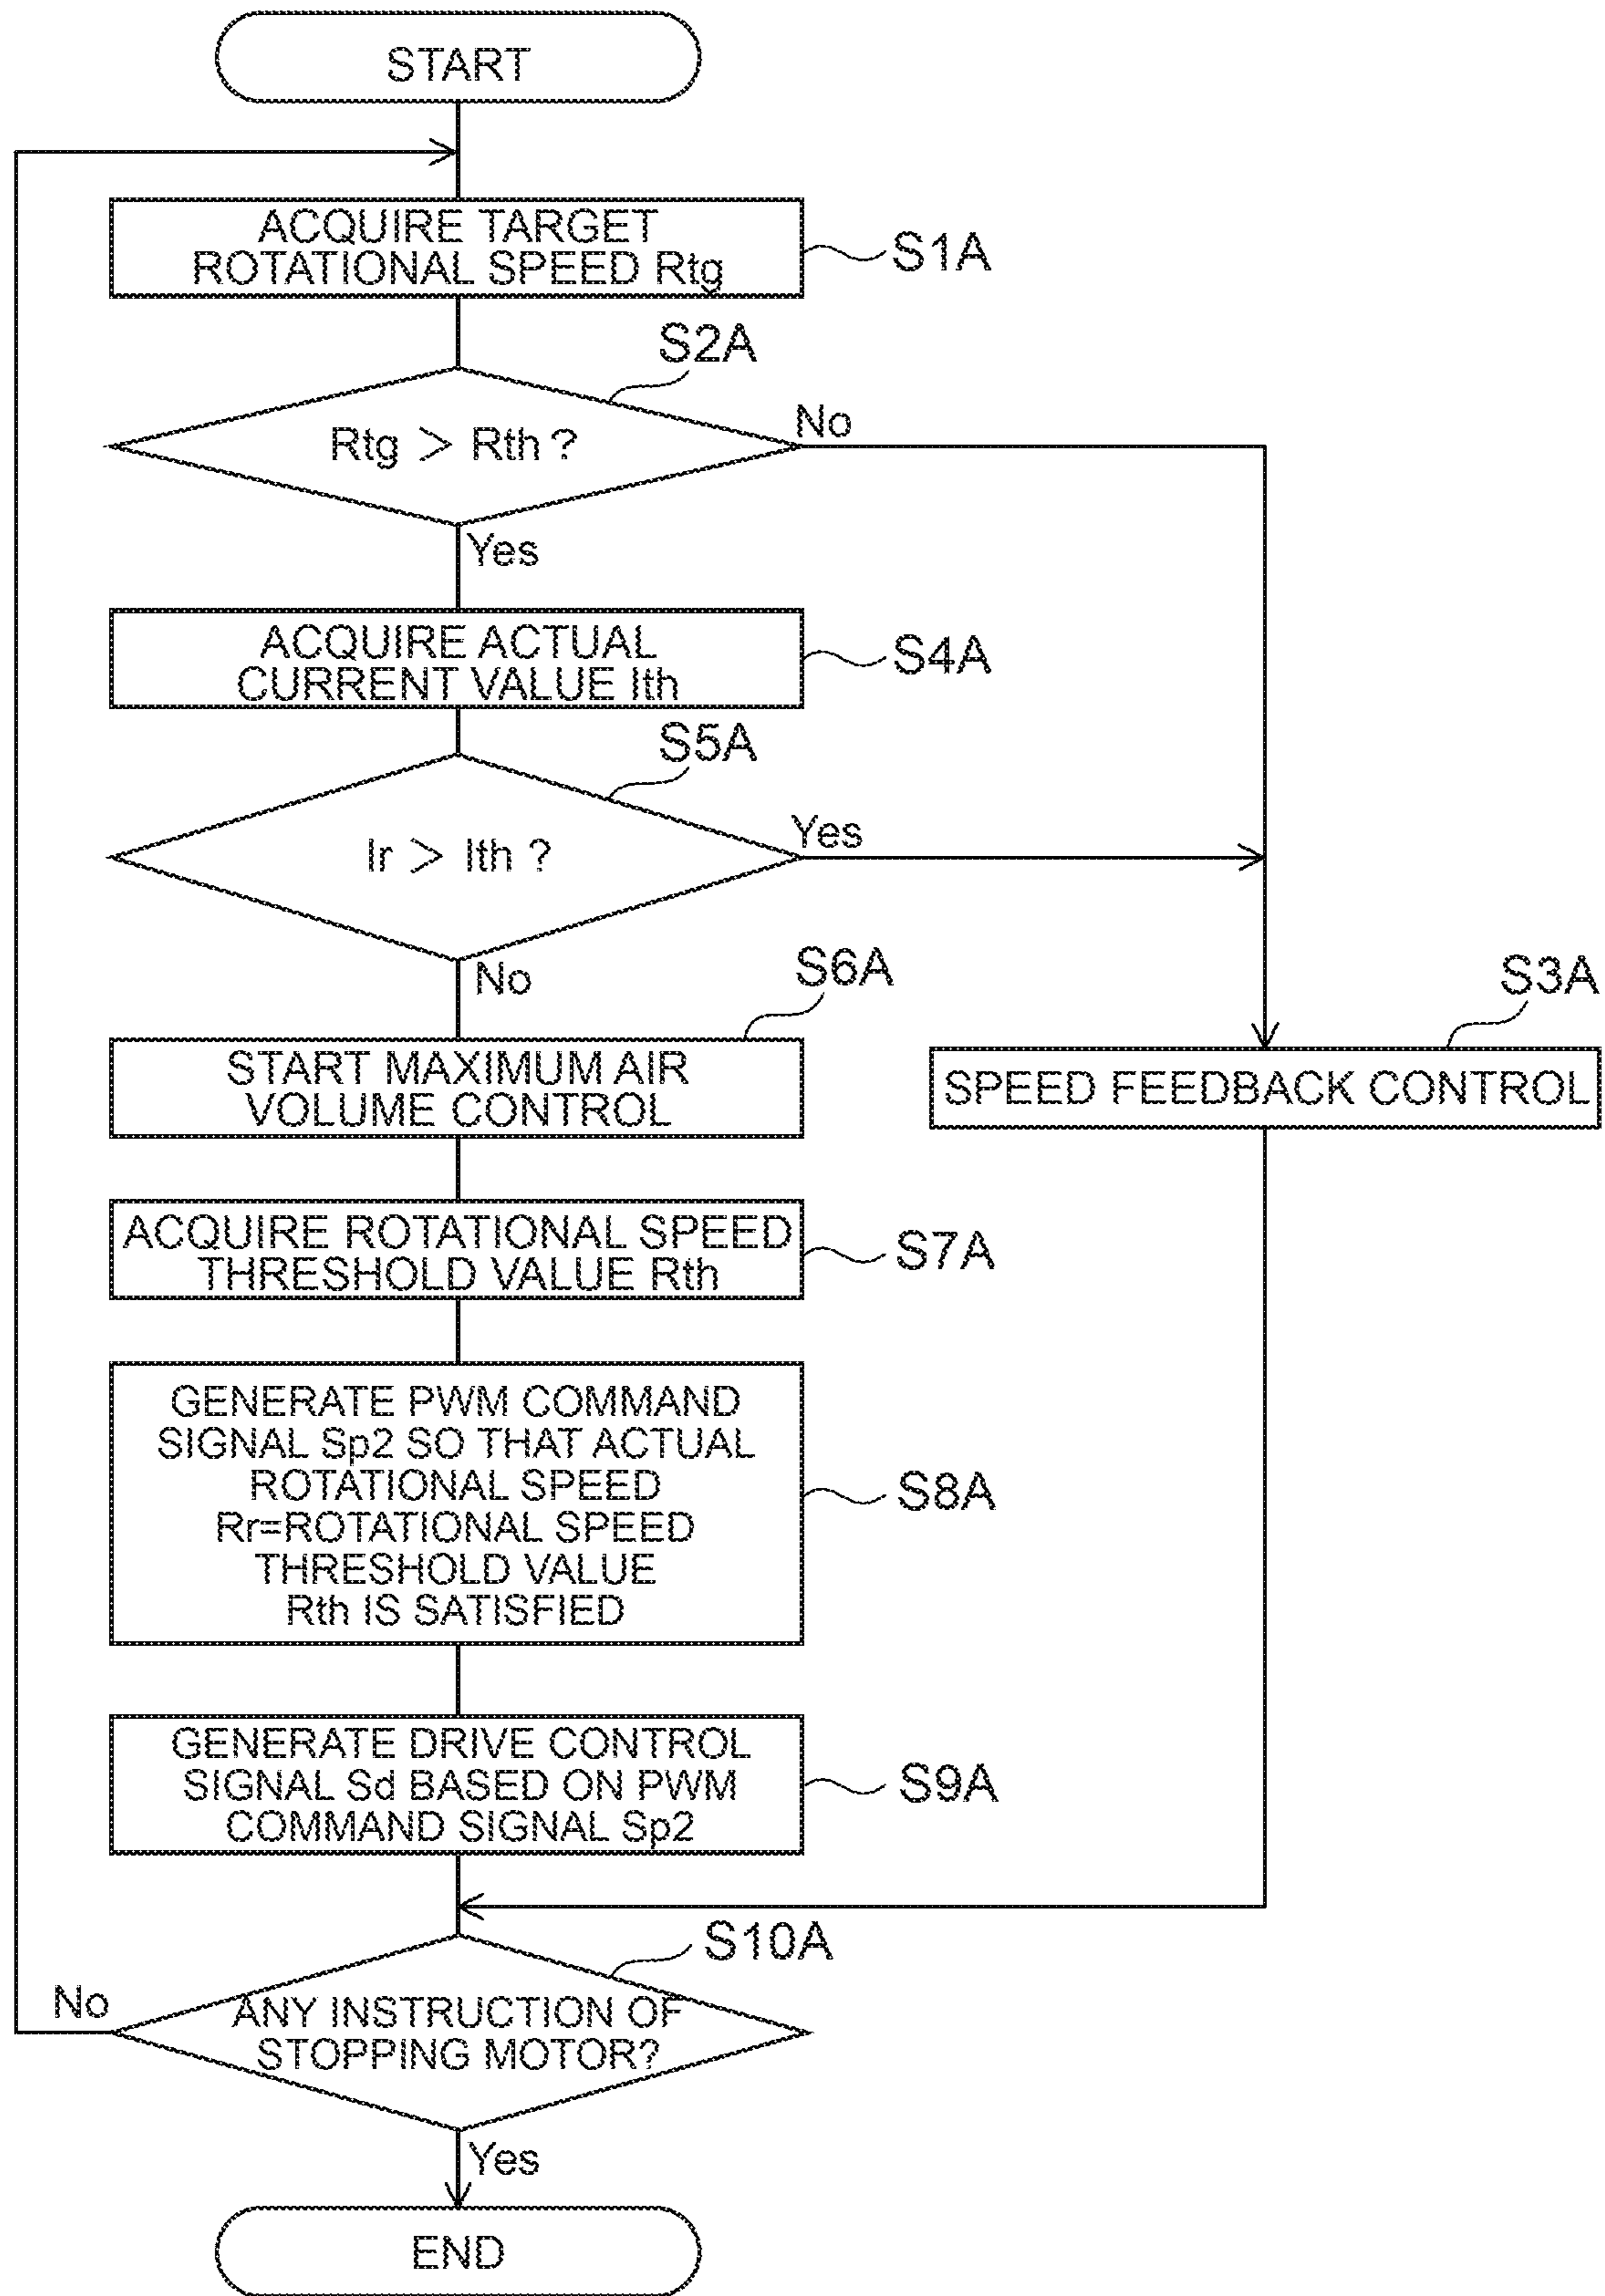 START
ACQUIRE TARGET
ROTATIONAL SPEED Rtg
S1A
S2A
Rtg > Rth ?
No
Yes
ACQUIRE ACTUAL
CURRENT VALUE Ith
S4A
S5A
Ir > Ith ?
Yes
No
S6A
START MAXIMUM AIR
VOLUME CONTROL
S3A
SPEED FEEDBACK CONTROL
ACQUIRE ROTATIONAL SPEED
THRESHOLD VALUE Rth
S7A
GENERATE PWM COMMAND
SIGNAL Sp2 SO THAT ACTUAL
ROTATIONAL SPEED
Rr=ROTATIONAL SPEED
THRESHOLD VALUE
Rth IS SATISFIED
S8A
GENERATE DRIVE CONTROL
SIGNAL Sd BASED ON PWM
COMMAND SIGNAL Sp2
S9A
S10A
No
ANY INSTRUCTION OF
STOPPING MOTOR?
Yes
END